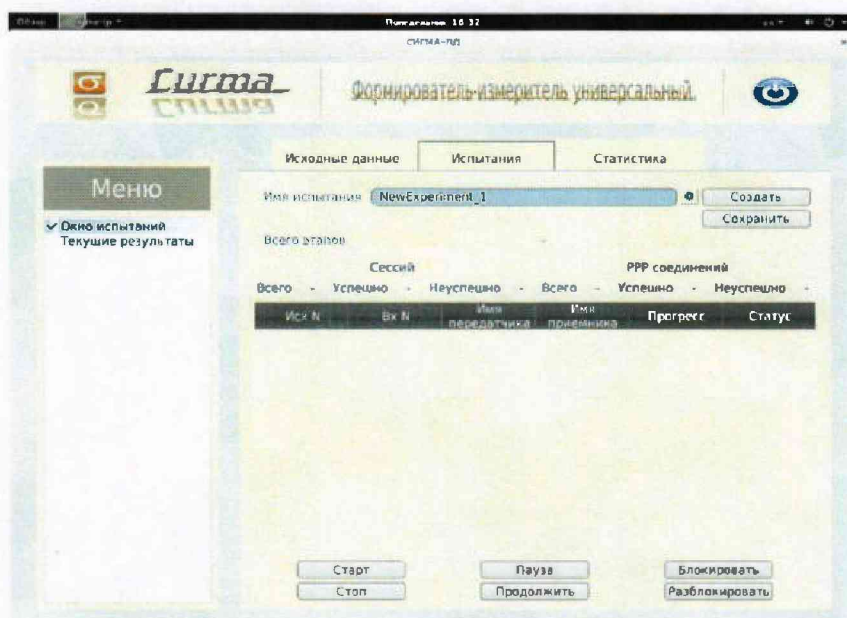 Обзор
Понедельник 16 32
СИГМА-ПД
Сигма
Формирователь-измеритель универсальный.
Исходные данные Испытания Статистика
Меню
Окно испытаний
Текущие результаты
Имя испытания NewExperiment_1 Создать
Сохранить
Всего этапов -
Сессий PPP соединений
Всего - Успешно - Неуспешно - Всего - Успешно - Неуспешно -
Исх N Вх N Имя передатчика Имя приемника Прогресс Статус
Старт Пауза Блокировать
Стоп Продолжить Разблокировать